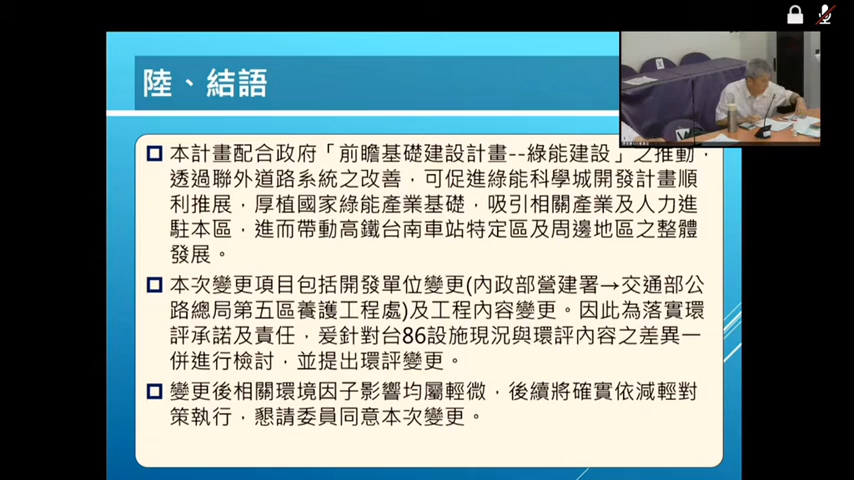 陸、結語
本計畫配合政府「前瞻基礎建設計畫--綠能建設」之推動，
透過聯外道路系統之改善，可促進綠能科學城開發計畫順
利推展，厚植國家綠能產業基礎，吸引相關產業及人力進
駐本區，進而帶動高鐵台南車站特定區及周邊地區之整體
發展。
本次變更項目包括開發單位變更(內政部營建署→交通部公
路總局第五區養護工程處)及工程內容變更。因此為落實環
評承諾及責任，爰針對台86設施現況與環評內容之差異一
併進行檢討，並提出環評變更。
變更後相關環境因子影響均屬輕微，後續將確實依減輕對
策執行，懇請委員同意本次變更。